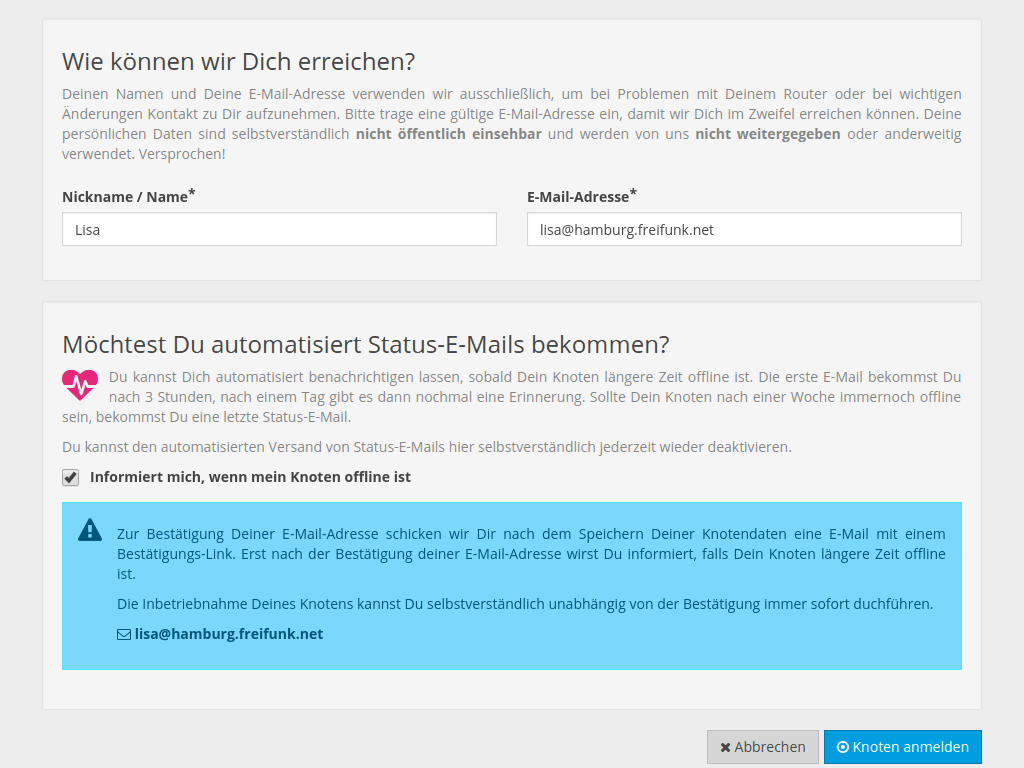 Wie können wir Dich erreichen?
Deinen Namen und Deine E-Mail-Adresse verwenden wir ausschließlich, um bei Problemen mit Deinem Router oder bei wichtigen
Änderungen Kontakt zu Dir aufzunehmen. Bitte trage eine gültige E-Mail-Adresse ein, damit wir Dich im Zweifel erreichen können. Deine
persönlichen Daten sind selbstverständlich nicht öffentlich einsehbar und werden von uns nicht weitergegeben oder anderweitig
verwendet. Versprochen!
Nickname / Name*
E-Mail-Adresse*
Lisa
lisa@hamburg.freifunk.net
Möchtest Du automatisiert Status-E-Mails bekommen?
Du kannst Dich automatisiert benachrichtigen lassen, sobald Dein Knoten längere Zeit offline ist. Die erste E-Mail bekommst Du
nach 3 Stunden, nach einem Tag gibt es dann nochmal eine Erinnerung. Sollte Dein Knoten nach einer Woche immernoch offline
sein, bekommst Du eine letzte Status-E-Mail.
Du kannst den automatisierten Versand von Status-E-Mails hier selbstverständlich jederzeit wieder deaktivieren.
Informiert mich, wenn mein Knoten offline ist
Zur Bestätigung Deiner E-Mail-Adresse schicken wir Dir nach dem Speichern Deiner Knotendaten eine E-Mail mit einem
Bestätigungs-Link. Erst nach der Bestätigung deiner E-Mail-Adresse wirst Du informiert, falls Dein Knoten längere Zeit offline
ist.
Die Inbetriebnahme Deines Knotens kannst Du selbstverständlich unabhängig von der Bestätigung immer sofort duchführen.
lisa@hamburg.freifunk.net
Abbrechen
Knoten anmelden